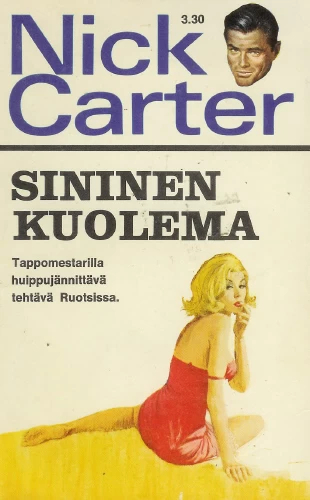 Nick
3.30
Carter
SININEN
KUOLEMA
Tappomestarilla
huippujännittävä
tehtävä Ruotsissa.